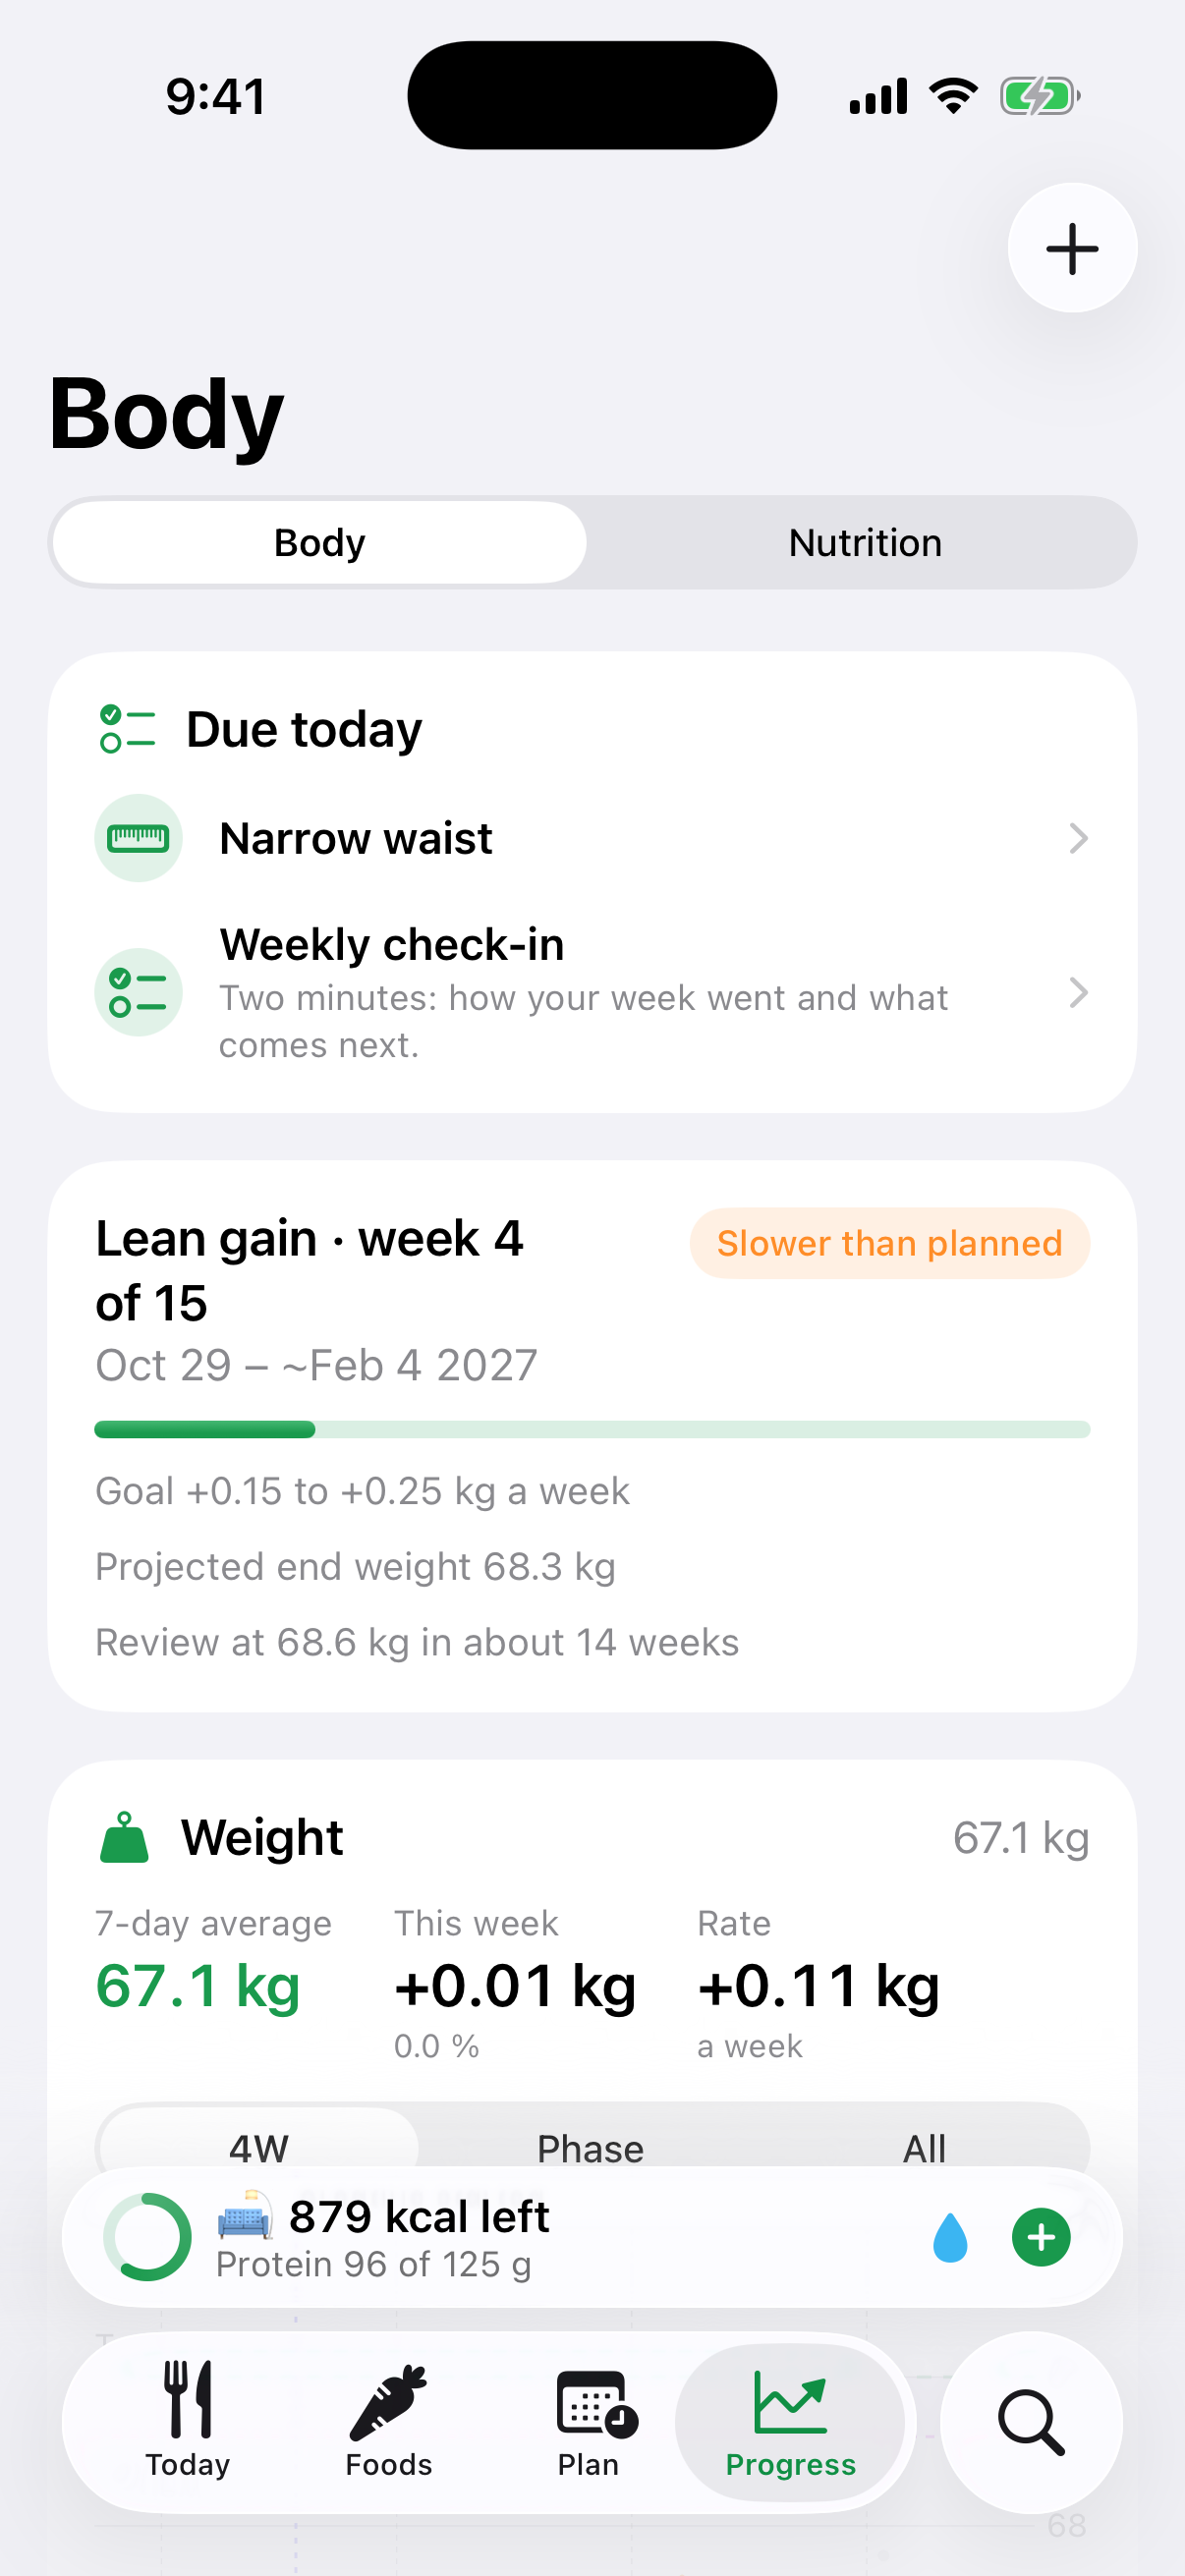 9:41
Body
Body
Nutrition
Due today
Narrow waist
Weekly check-in
Two minutes: how your week went and what
comes next.
Lean gain · week 4
of 15
Slower than planned
Oct 29 – ~Feb 4 2027
Goal +0.15 to +0.25 kg a week
Projected end weight 68.3 kg
Review at 68.6 kg in about 14 weeks
Weight
67.1 kg
7-day average
This week
Rate
67.1 kg
+0.01 kg
+0.11 kg
0.0 %
a week
4W
Phase
All
879 kcal left
Protein 96 of 125 g
Today
Foods
Plan
Progress
68